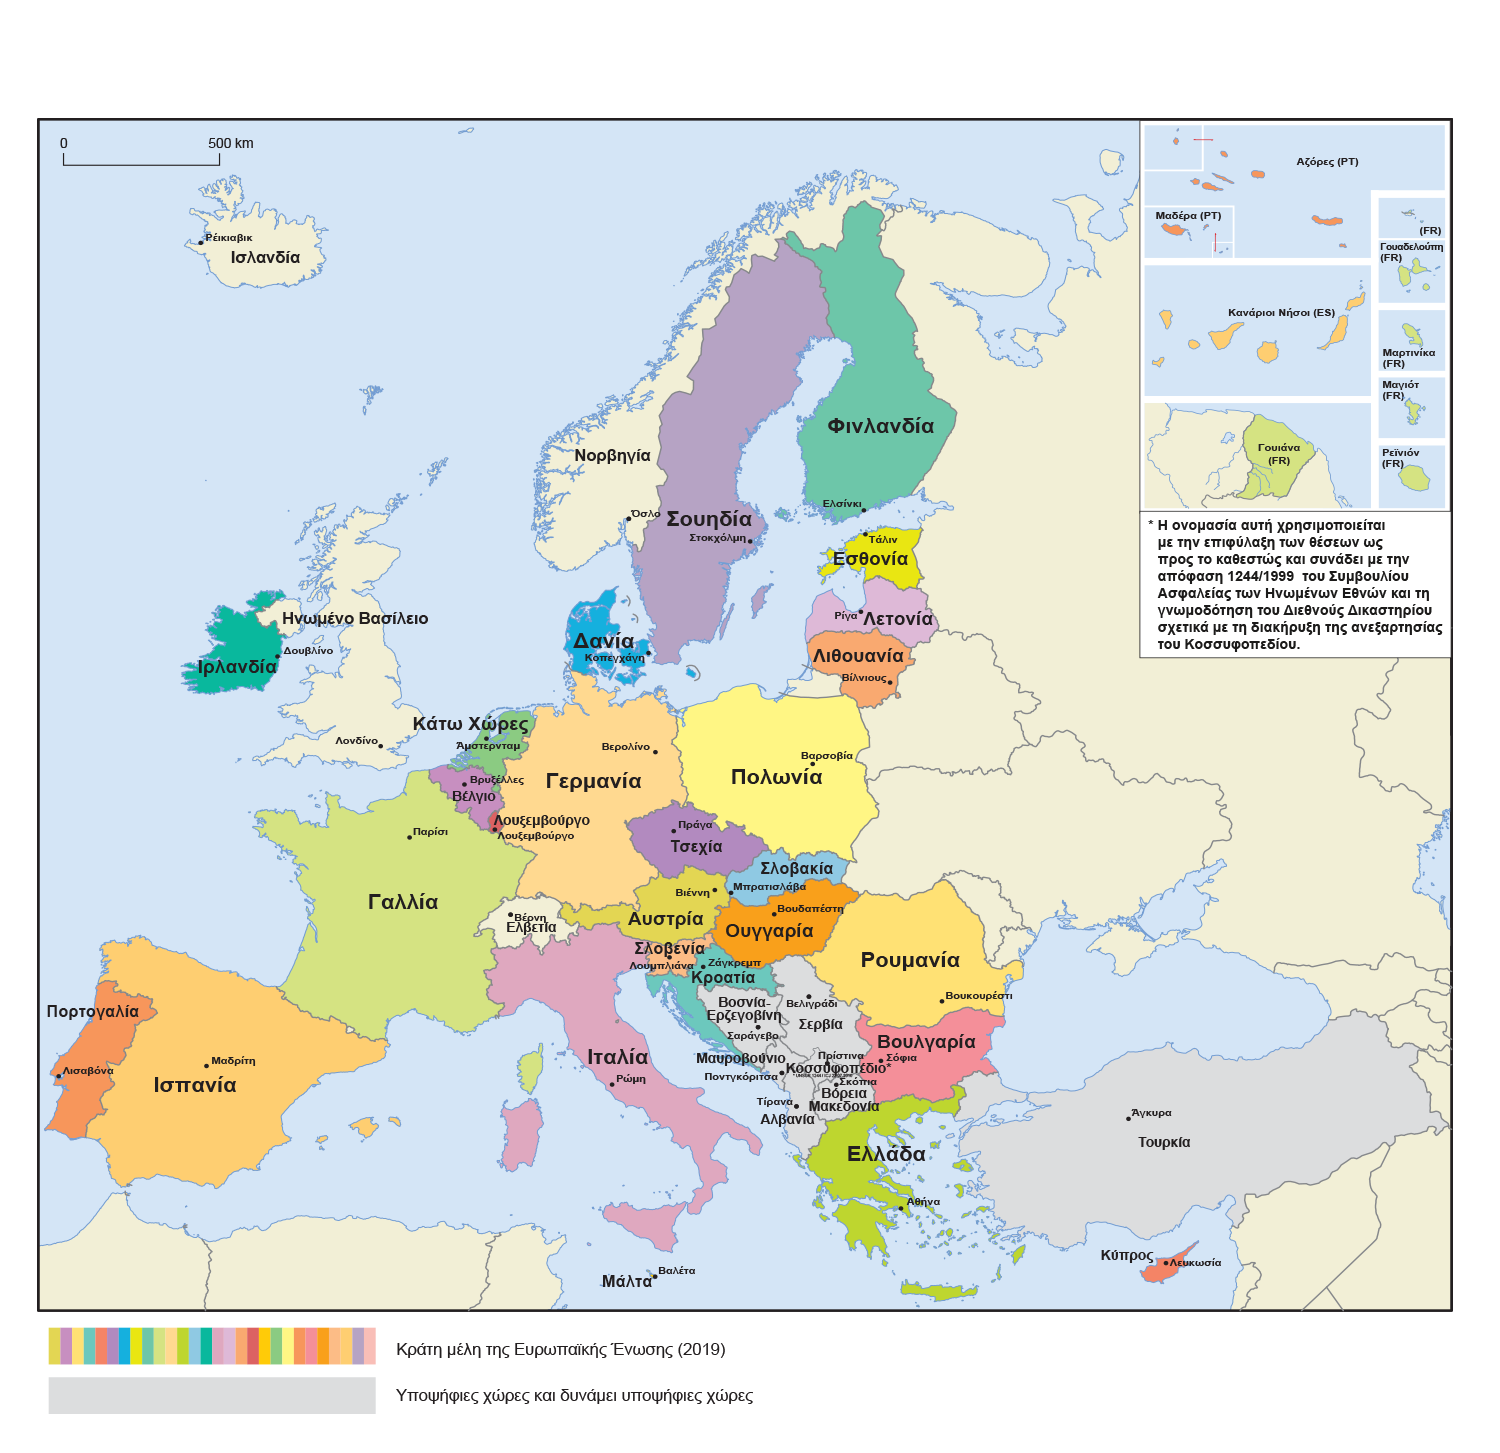 0 500 km
Ρέικιαβικ
Ισλανδία
Αζόρες (PT)
Μαδέρα (PT)
(FR)
Γουαδελούπη
(FR)
Κανάριοι Νήσοι (ES)
Μαρτινίκα
(FR)
Μαγιότ
(FR)
Γουιάνα
(FR)
Ρεϊνιόν
(FR)
* Η ονομασία αυτή χρησιμοποιείται
με την επιφύλαξη των θέσεων ως
προς το καθεστώς και συνάδει με την
απόφαση 1244/1999 του Συμβουλίου
Ασφαλείας των Ηνωμένων Εθνών και τη
γνωμοδότηση του Διεθνούς Δικαστηρίου
σχετικά με τη διακήρυξη της ανεξαρτησίας
του Κοσσυφοπεδίου.
Φινλανδία
Νορβηγία
Ελσίνκι
Όσλο
Σουηδία
Στοκχόλμη
Τάλιν
Εσθονία
Ρίγα
Λετονία
Ηνωμένο Βασίλειο
Δανία
Κοπεγχάγη
Δουβλίνο
Ιρλανδία
Λιθουανία
Βίλνιους
Κάτω Χώρες
Άμστερνταμ
Λονδίνο
Βερολίνο
Βαρσοβία
Πολωνία
Γερμανία
Βρυξέλλες
Βέλγιο
Λουξεμβούργο
Λουξεμβούργο
Παρίσι
Πράγα
Τσεχία
Σλοβακία
Μπρατισλάβα
Βιέννη
Γαλλία
Βέρνη
Ελβετία
Αυστρία
Βουδαπέστη
Ουγγαρία
Σλοβενία
Λουμπλιάνα
Ζάγκρεμπ
Κροατία
Ρουμανία
Βουκουρέστι
Βοσνία-
Ερζεγοβίνη
Σαράγεβο
Βελιγράδι
Σερβία
Πορτογαλία
Λισαβόνα
Μαδρίτη
Ισπανία
Ιταλία
Ρώμη
Μαυροβούνιο
Ποντγκόριτσα
Πρίστινα
Κοσσυφοπέδιο*
Βουλγαρία
Σόφια
Σκόπια
Βόρεια
Μακεδονία
Τίρανα
Αλβανία
Άγκυρα
Τουρκία
Ελλάδα
Αθήνα
Κύπρος
Λευκωσία
Βαλέτα
Μάλτα
Κράτη μέλη της Ευρωπαϊκής Ένωσης (2019)
Υποψήφιες χώρες και δυνάμει υποψήφιες χώρες